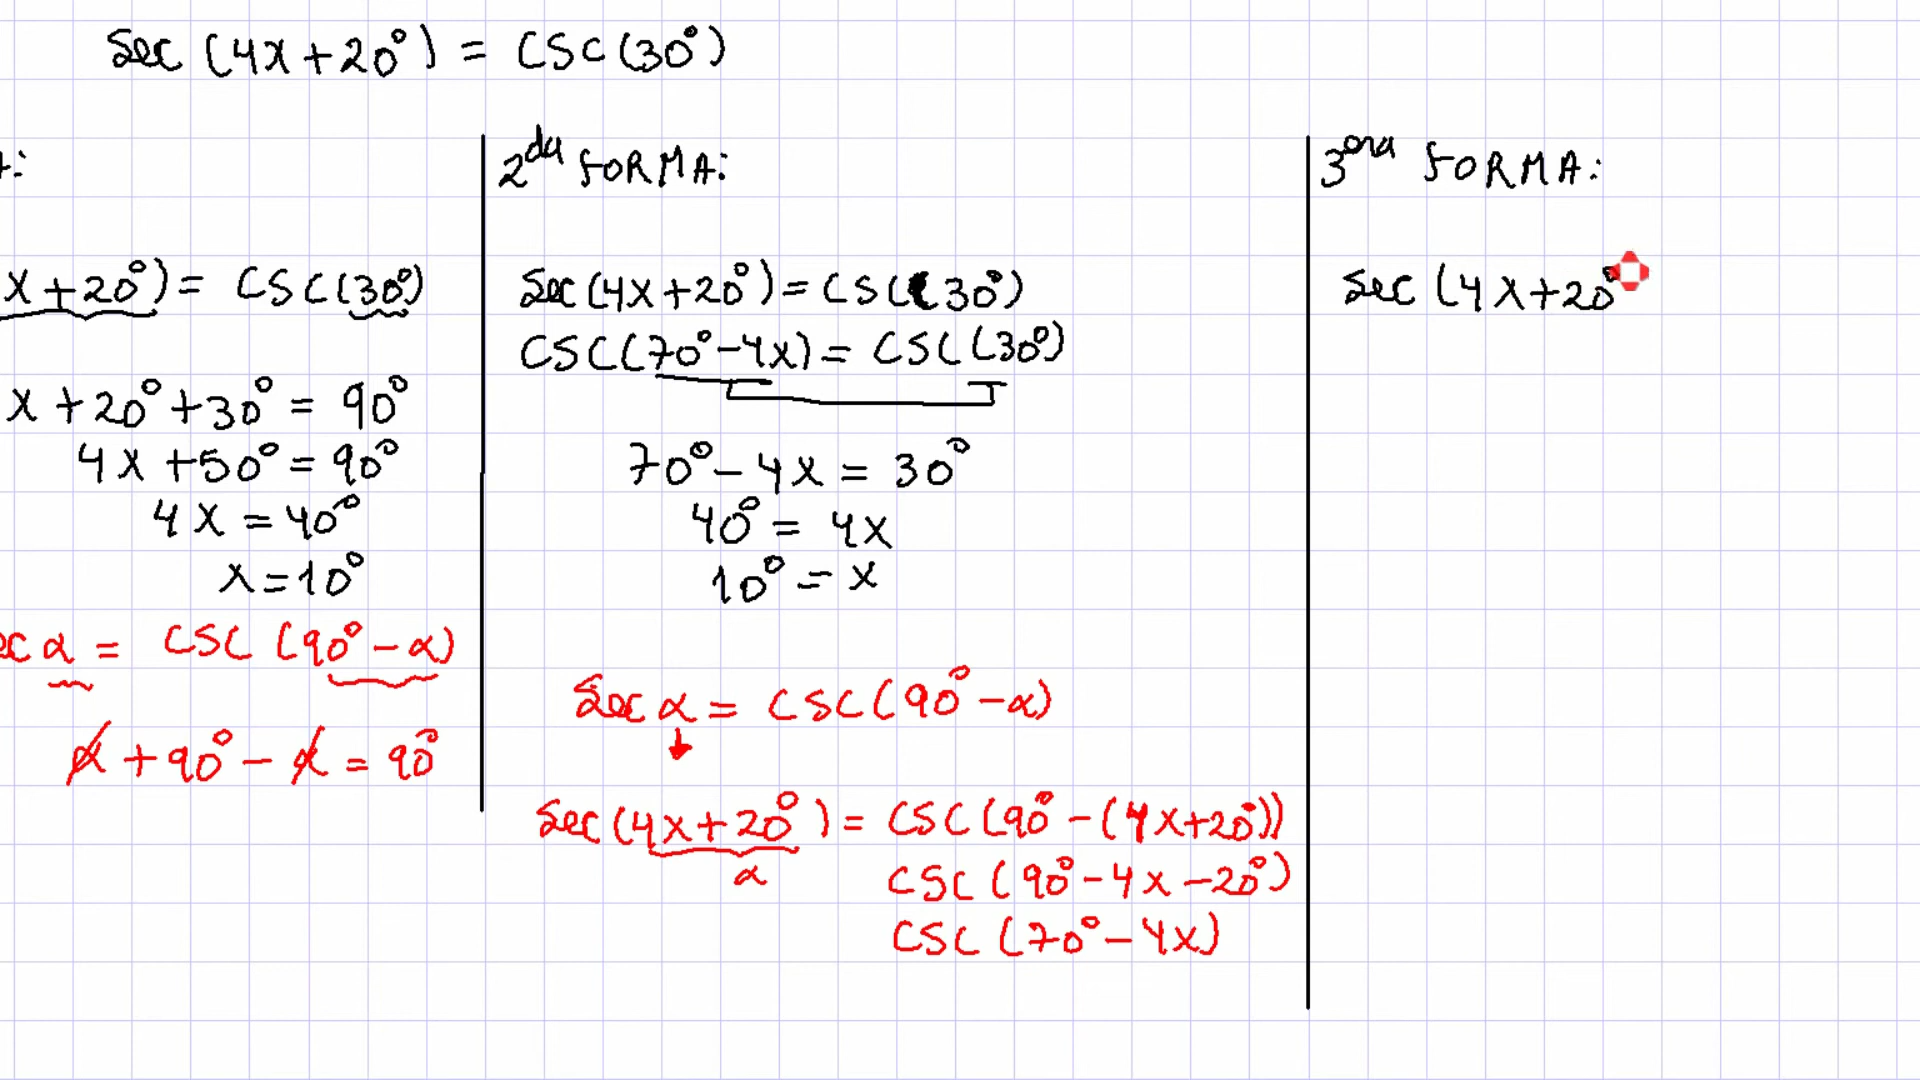 sec (4x+20°) = CSC(30°)
A:
x+20°) = CSC(30°)
x+20°+30° = 90°
4x+50° = 90°
4x = 40°
x=10°
ec α = CSC (90°-α)
α + 90° - α = 90°
2da FORMA:
sec(4x+20°)=CSC(30°)
CSC(70°-4x) = CSC(30°)
70°-4x = 30°
40° = 4x
10° = x
sec α = CSC(90°-α)
sec(4x+20°) = CSC(90°-(4x+20°))
α
CSC (90°-4x-20°)
CSC (70°-4x)
3era FORMA:
sec (4x+20°